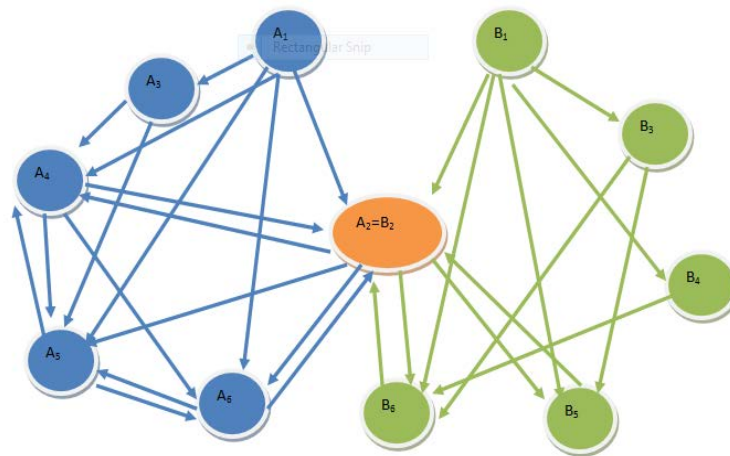 A₁
Rectangular Snip
B₁
A₃
B₃
A₄
A₂=B₂
B₄
A₅
A₆
B₆
B₅